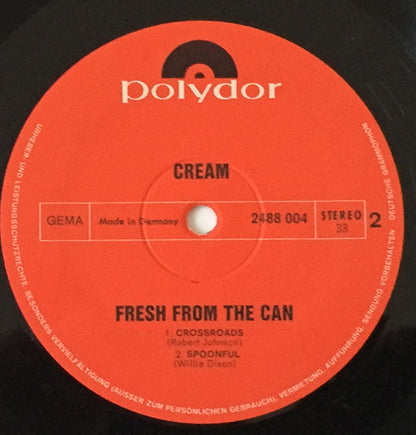 polydor
CREAM
GEMA
Made in Germany
2488 004
STEREO
33
2
FRESH FROM THE CAN
1. CROSSROADS
(Robert Johnson)
2. SPOONFUL
(Willie Dixon)
URHEBER- UND LEISTUNGSSCHUTZRECHTE, BESONDERS VERVIELFÄLTIGUNG (AUSSER ZUM PERSÖNLICHEN GEBRAUCH), VERMIETUNG, AUFFÜHRUNG, SENDUNG VORBEHALTEN DEUTSCHE GRAMMOPHON